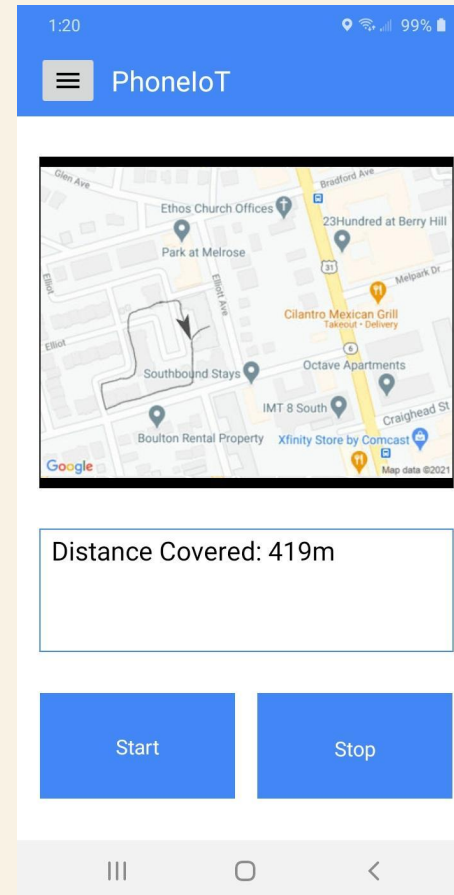 1:20
99%
PhoneIoT
Glen Ave
Bradford Ave
Ethos Church Offices
23Hundred at Berry Hill
Park at Melrose
31
Elliot
Elliott Ave
Melpark Dr
Cilantro Mexican Grill
Takeout • Delivery
6
Elliot
Southbound Stays
Octave Apartments
IMT 8 South
Craighead St
Boulton Rental Property
Xfinity Store by Comcast
Google
Map data ©2021
Distance Covered: 419m
Start
Stop